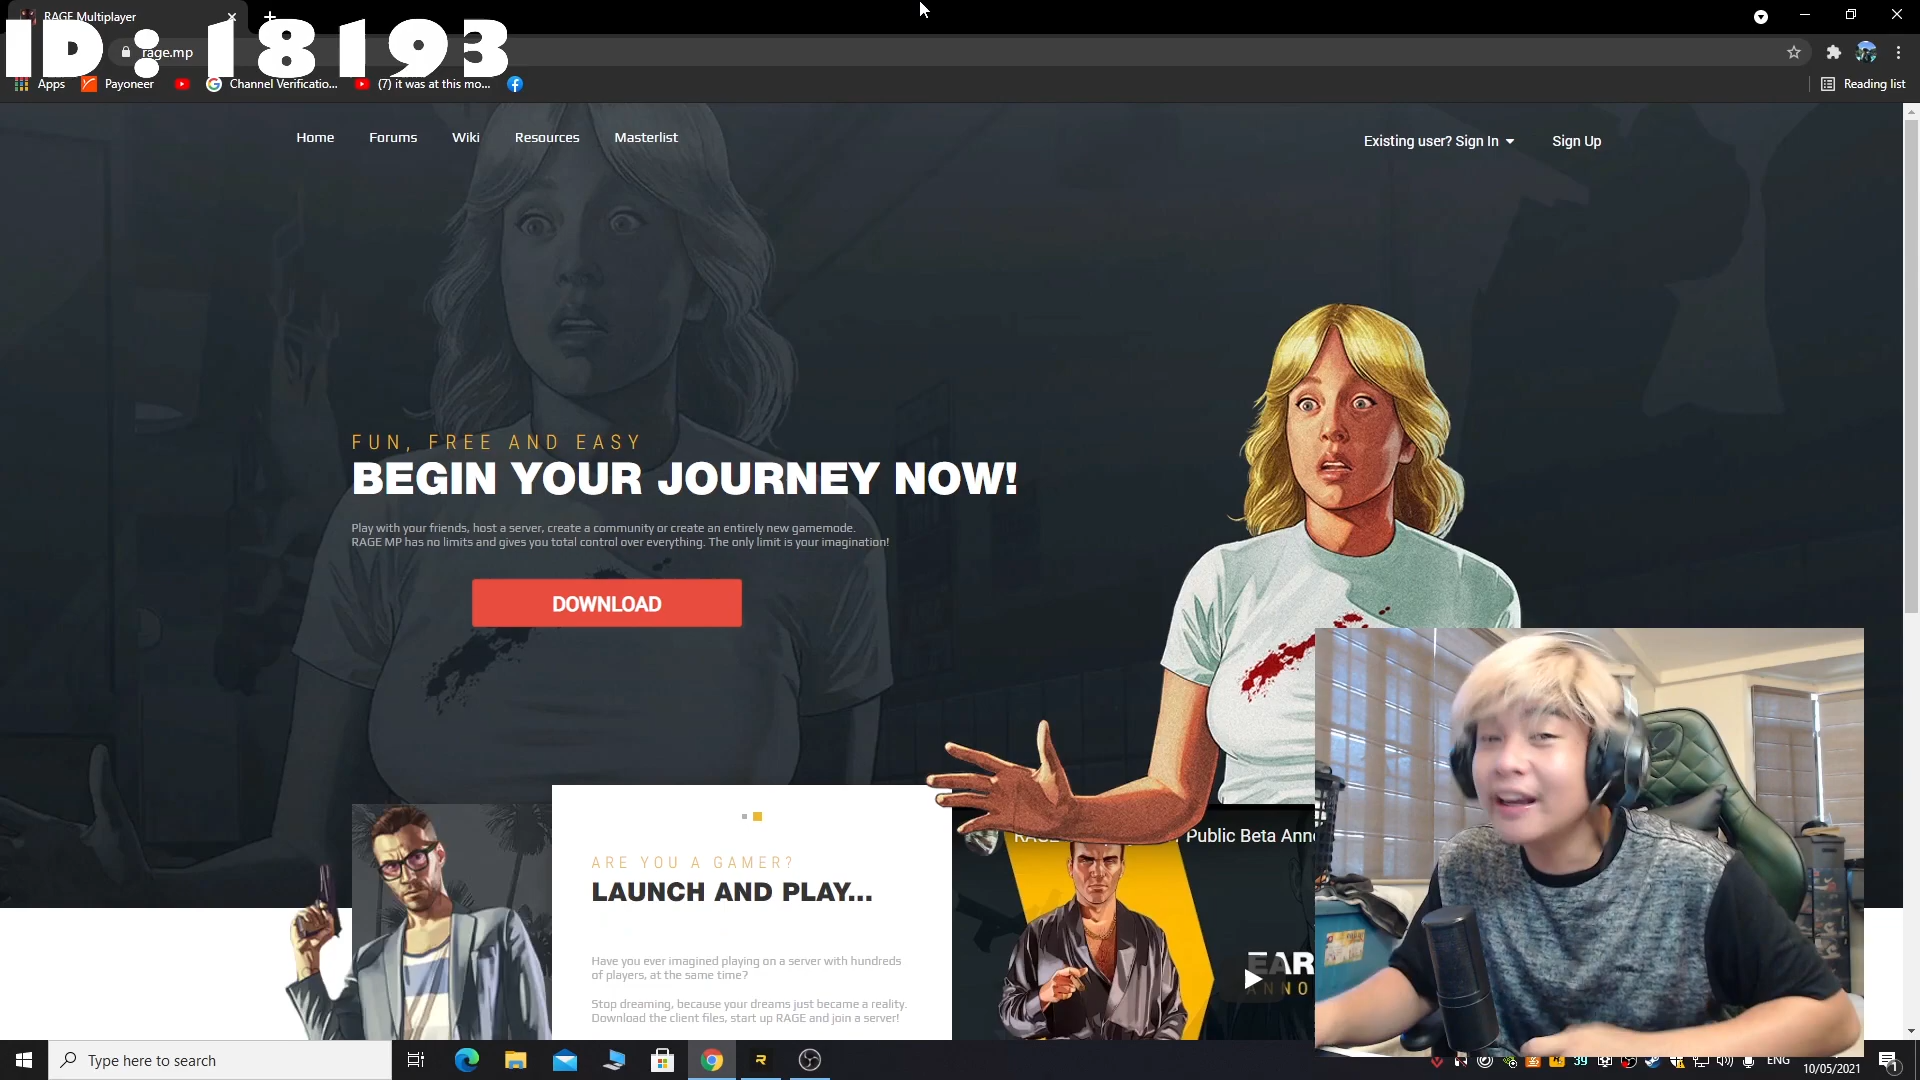 RAGE Multiplayer
ID: 18193
rage.mp
Apps
Payoneer
Channel Verificatio...
(7) it was at this mo...
Reading list
Home
Forums
Wiki
Resources
Masterlist
Existing user? Sign In
Sign Up
FUN, FREE AND EASY
BEGIN YOUR JOURNEY NOW!
Play with your friends, host a server, create a community or create an entirely new gamemode.
RAGE MP has no limits and gives you total control over everything. The only limit is your imagination!
DOWNLOAD
Public Beta Ann
ARE YOU A GAMER?
LAUNCH AND PLAY...
Have you ever imagined playing on a server with hundreds
of players, at the same time?
Stop dreaming, because your dreams just became a reality.
Download the client files, start up RAGE and join a server!
EAR
ANNO
Type here to search
39
ENG
10/05/2021
1